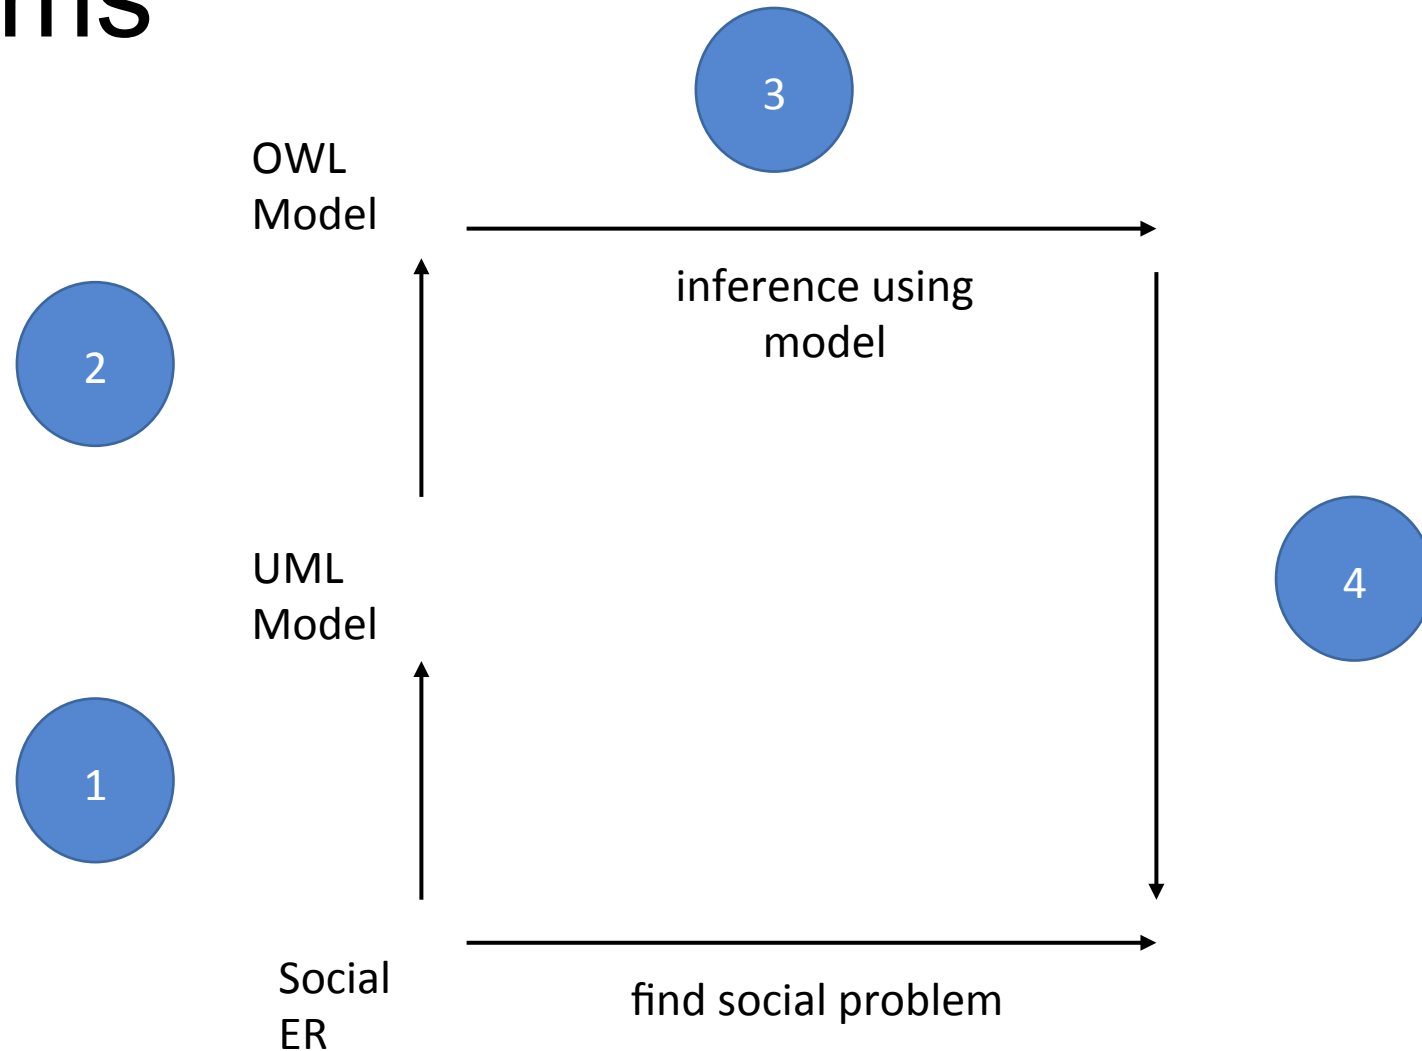 ms
3
OWL
Model
inference using
model
2
UML
Model
4
1
Social
ER
find social problem